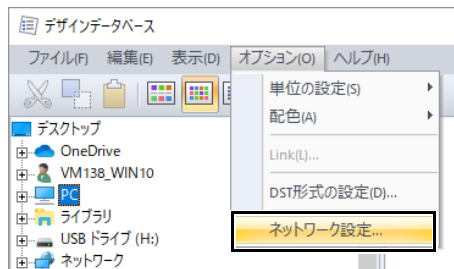 デザインデータベース
ファイル(F) 編集(E) 表示(D) オプション(O) ヘルプ(H)
単位の設定(S)
配色(A)
Link(L)...
DST形式の設定(D)...
ネットワーク設定...
デスクトップ
OneDrive
VM138_WIN10
PC
ライブラリ
USB ドライブ (H:)
ネットワーク